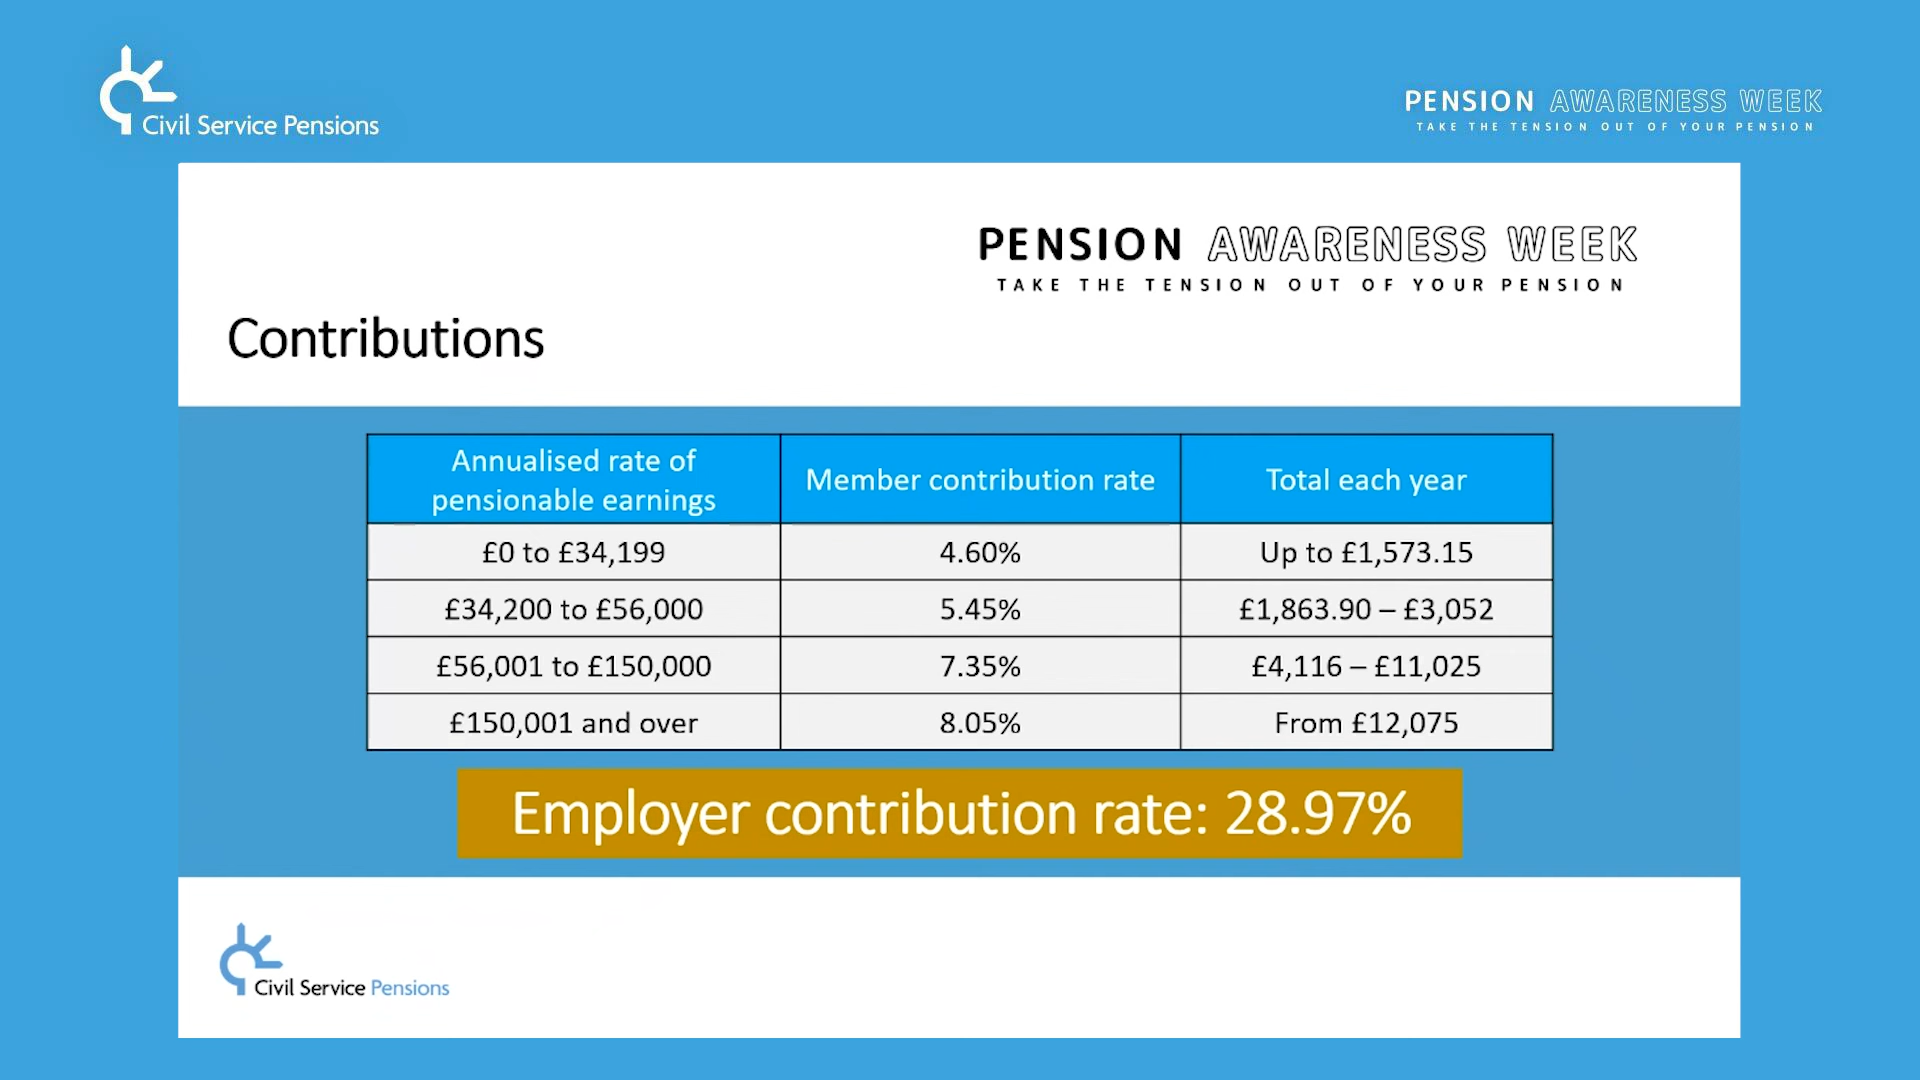 Civil Service Pensions
PENSION AWARENESS WEEK
TAKE THE TENSION OUT OF YOUR PENSION
PENSION AWARENESS WEEK
TAKE THE TENSION OUT OF YOUR PENSION
Contributions
Annualised rate of
pensionable earnings
Member contribution rate
Total each year
£0 to £34,199
4.60%
Up to £1,573.15
£34,200 to £56,000
5.45%
£1,863.90 – £3,052
£56,001 to £150,000
7.35%
£4,116 – £11,025
£150,001 and over
8.05%
From £12,075
Employer contribution rate: 28.97%
Civil Service Pensions